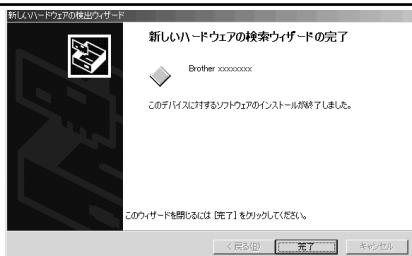 新しいハードウェアの検出ウィザード
新しいハードウェアの検索ウィザードの完了
Brother xxxxxxxx
このデバイスに対するソフトウェアのインストールが終了しました。
このウィザードを閉じるには [完了] をクリックしてください。
< 戻る(B)
完了
キャンセル